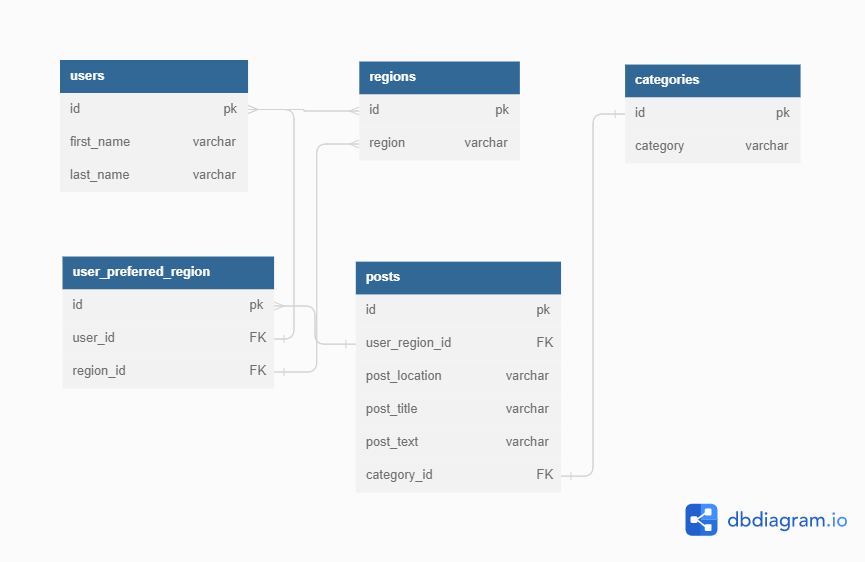 users
id pk
first_name varchar
last_name varchar
regions
id pk
region varchar
categories
id pk
category varchar
user_preferred_region
id pk
user_id FK
region_id FK
posts
id pk
user_region_id FK
post_location varchar
post_title varchar
post_text varchar
category_id FK
dbdiagram.io